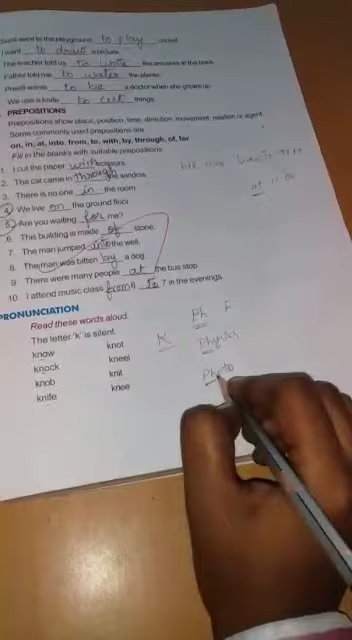 Sunil went to the playground to play cricket.
I want to draw a picture.
The teacher told us to write the answers in the book.
Father told me to water the plants.
Preeti wants to be a doctor when she grows up.
We use a knife to cut things.
PREPOSITIONS
Prepositions show place, position, time, direction, movement, relation or agent.
Some commonly used prepositions are
on, in, at, into, from, to, with, by, through, of, for
Fill in the blanks with suitable prepositions.
1. I cut the paper with scissors.
2. The cat came in through the window.
3. There is no one in the room.
4. We live on the ground floor.
5. Are you waiting for me?
6. This building is made of stone.
7. The man jumped into the well.
8. The man was bitten by a dog.
9. There were many people at the bus stop.
10. I attend music class from 6 to 7 in the evenings.
at
PRONUNCIATION
Read these words aloud.
The letter 'k' is silent.
know knot
knock kneel
knob knit
knife knee
K
Ph F
Physics
Photo